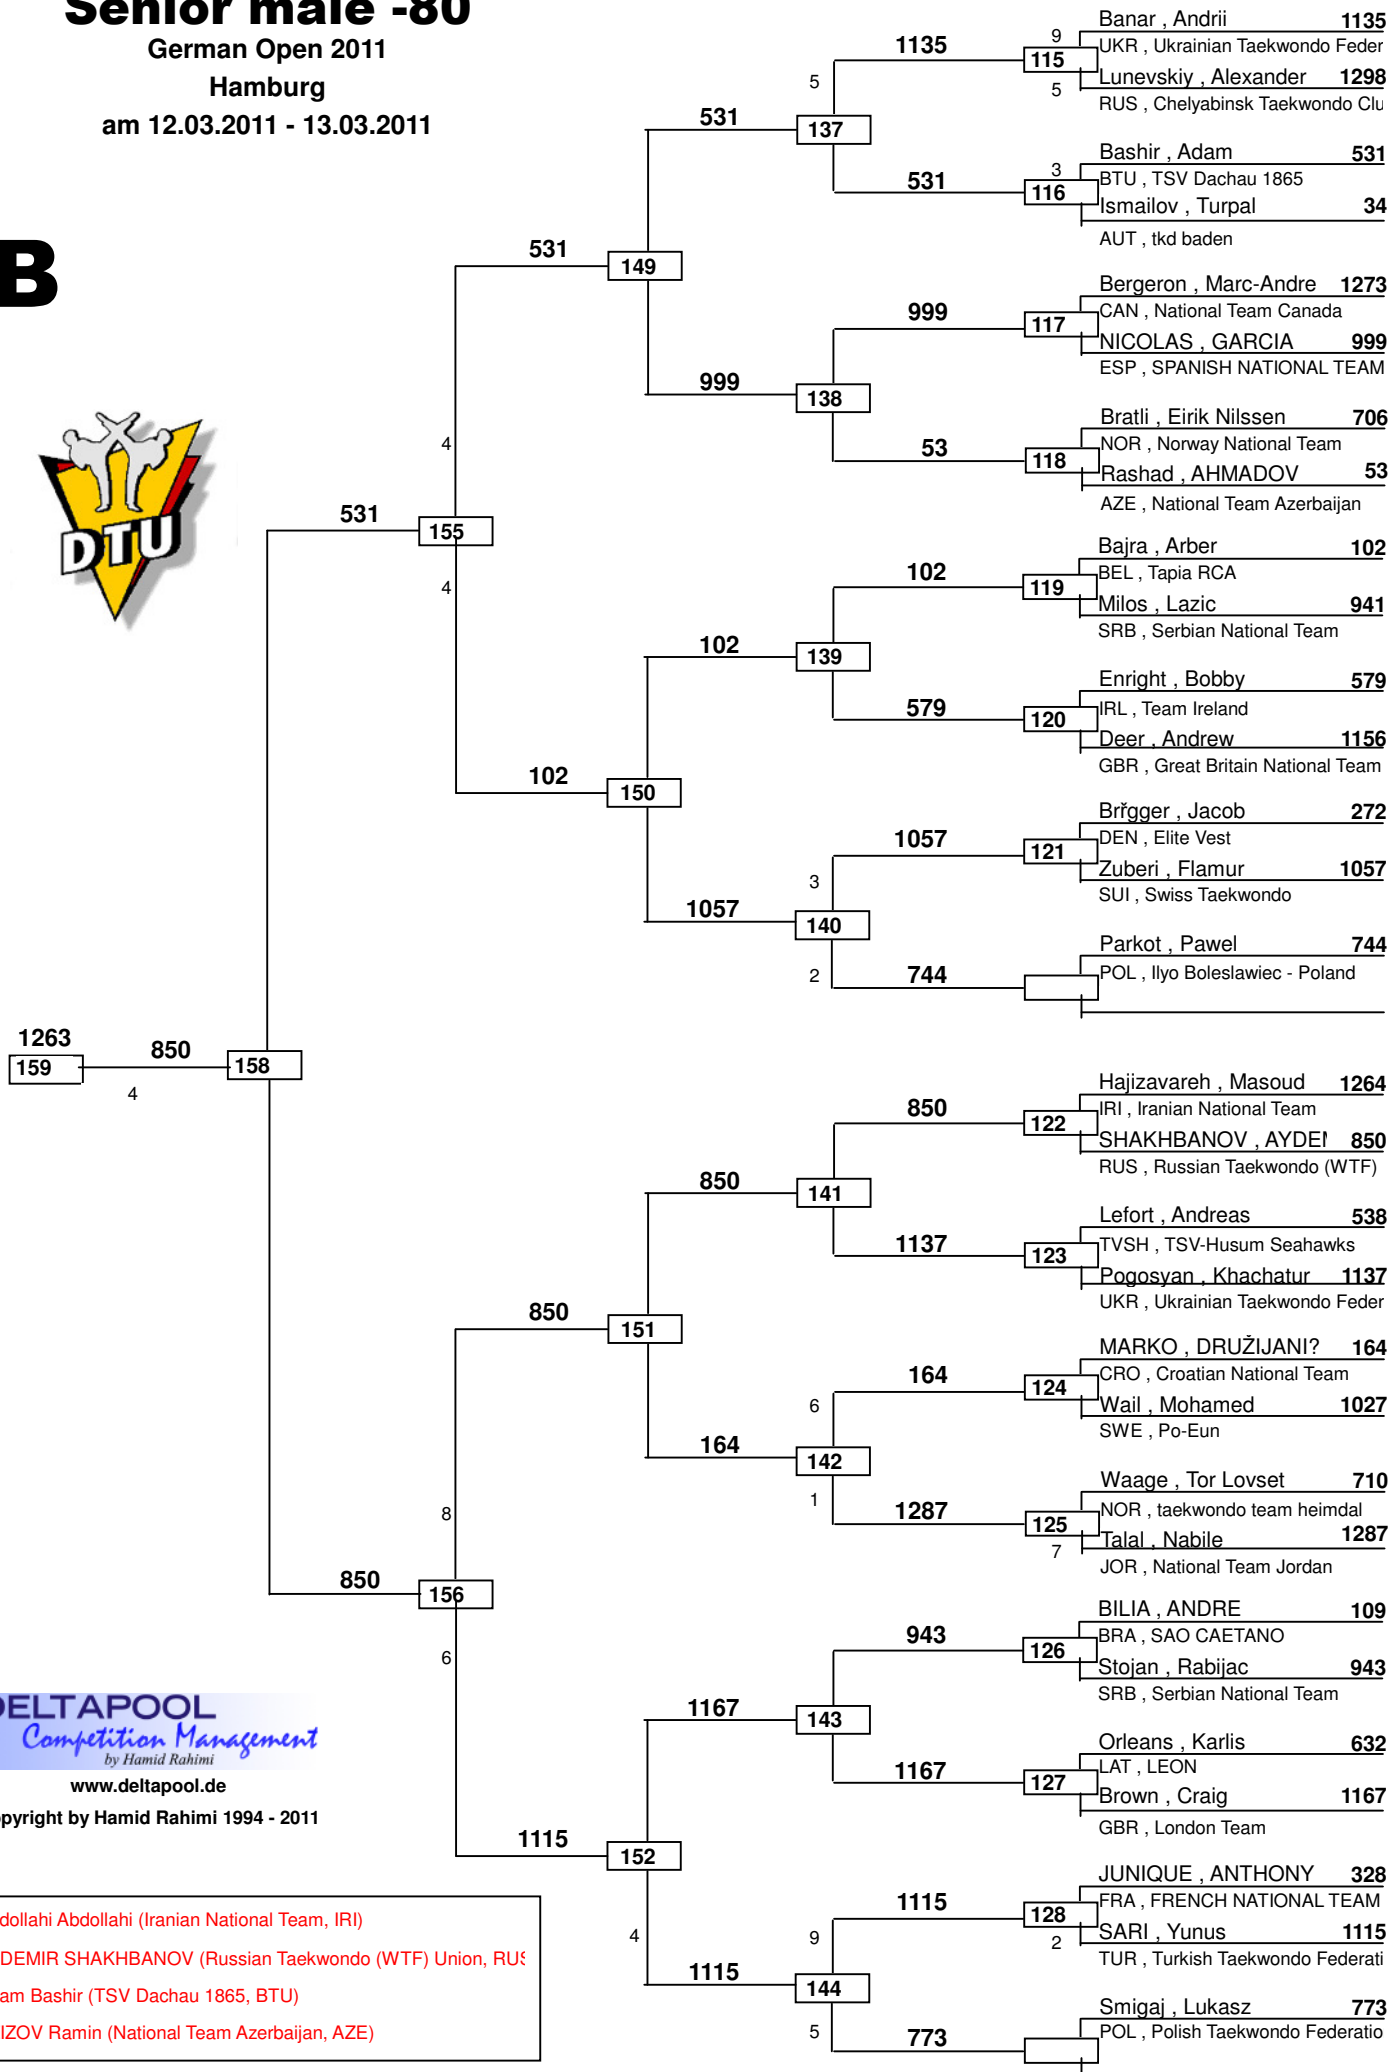 Senior male -80
German Open 2011
Hamburg
am 12.03.2011 - 13.03.2011
B
DTU
Banar , Andrii 1135
9
1135
115
UKR , Ukrainian Taekwondo Feder
5
Lunevskiy , Alexander 1298
5
RUS , Chelyabinsk Taekwondo Clu
531
137
Bashir , Adam 531
3
531
116
BTU , TSV Dachau 1865
Ismailov , Turpal 34
AUT , tkd baden
531
149
Bergeron , Marc-Andre 1273
999
117
CAN , National Team Canada
NICOLAS , GARCIA 999
ESP , SPANISH NATIONAL TEAM
999
138
Bratli , Eirik Nilssen 706
4
53
118
NOR , Norway National Team
Rashad , AHMADOV 53
AZE , National Team Azerbaijan
531
155
4
Bajra , Arber 102
102
119
BEL , Tapia RCA
Milos , Lazic 941
SRB , Serbian National Team
102
139
Enright , Bobby 579
579
120
IRL , Team Ireland
Deer , Andrew 1156
GBR , Great Britain National Team
102
150
Brřgger , Jacob 272
1057
121
DEN , Elite Vest
3
Zuberi , Flamur 1057
SUI , Swiss Taekwondo
1057
140
2
Parkot , Pawel 744
744
POL , Ilyo Boleslawiec - Poland
1263
159
4
850
158
Hajizavareh , Masoud 1264
850
122
IRI , Iranian National Team
SHAKHBANOV , AYDE 850
RUS , Russian Taekwondo (WTF)
850
141
Lefort , Andreas 538
1137
123
TVSH , TSV-Husum Seahawks
Pogosyan , Khachatur 1137
UKR , Ukrainian Taekwondo Feder
850
151
MARKO , DRUŽIJANI? 164
164
124
CRO , Croatian National Team
6
Wail , Mohamed 1027
SWE , Po-Eun
164
142
1
Waage , Tor Lovset 710
8
1287
125
NOR , taekwondo team heimdal
7
Talal , Nabile 1287
JOR , National Team Jordan
850
156
6
BILIA , ANDRE 109
943
126
BRA , SAO CAETANO
Stojan , Rabijac 943
SRB , Serbian National Team
1167
143
Orleans , Karlis 632
1167
127
LAT , LEON
Brown , Craig 1167
GBR , London Team
1115
152
4
JUNIQUE , ANTHONY 328
1115
128
FRA , FRENCH NATIONAL TEAM
9
2
SARI , Yunus 1115
TUR , Turkish Taekwondo Federati
1115
144
5
Smigaj , Lukasz 773
773
POL , Polish Taekwondo Federatio
DELTAPOOL
Competition Management
by Hamid Rahimi
www.deltapool.de
opyright by Hamid Rahimi 1994 - 2011
dollahi Abdollahi (Iranian National Team, IRI)
DEMIR SHAKHBANOV (Russian Taekwondo (WTF) Union, RUS
am Bashir (TSV Dachau 1865, BTU)
IZOV Ramin (National Team Azerbaijan, AZE)